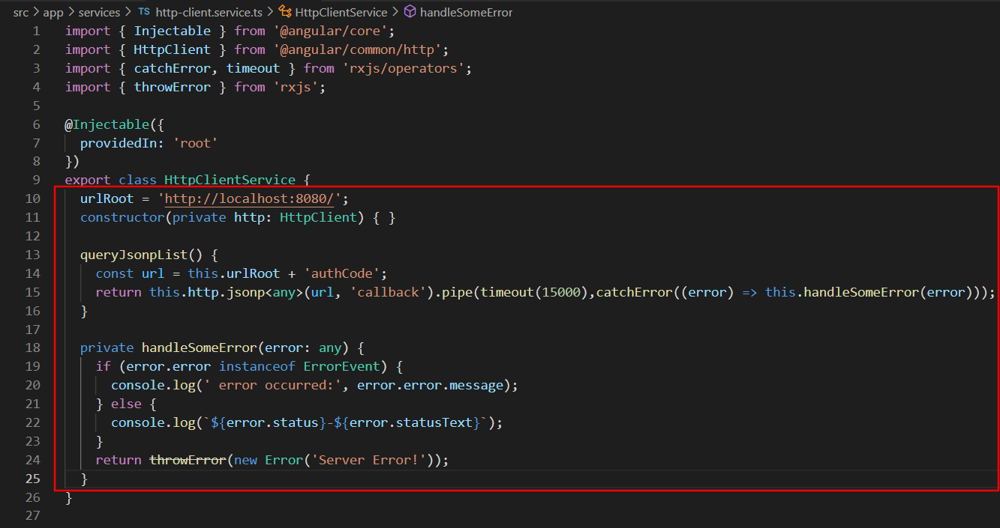 src > app > services > TS http-client.service.ts > HttpClientService > handleSomeError
1 import { Injectable } from '@angular/core';
2 import { HttpClient } from '@angular/common/http';
3 import { catchError, timeout } from 'rxjs/operators';
4 import { throwError } from 'rxjs';
5
6 @Injectable({
7   providedIn: 'root'
8 })
9 export class HttpClientService {
10   urlRoot = 'http://localhost:8080/';
11   constructor(private http: HttpClient) { }
12
13   queryJsonpList() {
14     const url = this.urlRoot + 'authCode';
15     return this.http.jsonp<any>(url, 'callback').pipe(timeout(15000),catchError((error) => this.handleSomeError(error)));
16   }
17
18   private handleSomeError(error: any) {
19     if (error.error instanceof ErrorEvent) {
20       console.log(' error occurred:', error.error.message);
21     } else {
22       console.log(`${error.status}-${error.statusText}`);
23     }
24     return throwError(new Error('Server Error!'));
25   }
26 }
27